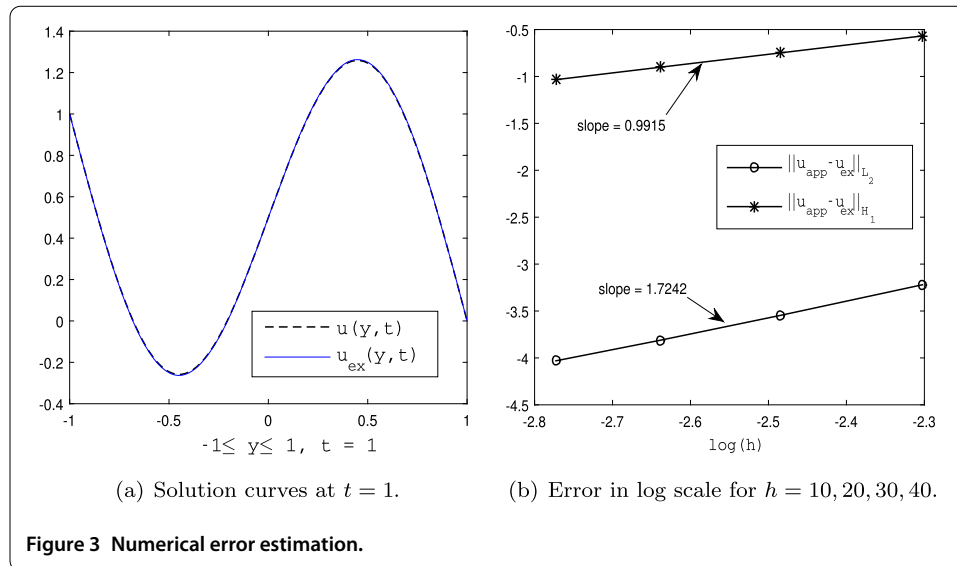 1.4
1.2
1
0.8
0.6
0.4
0.2
0
-0.2
-0.4
-1
-0.5
0
0.5
1
u(y,t)
u_ex(y,t)
-1≤ y≤ 1, t = 1
(a) Solution curves at t = 1.
-0.5
-1
-1.5
-2
-2.5
-3
-3.5
-4
-4.5
-2.8
-2.7
-2.6
-2.5
-2.4
-2.3
slope = 0.9915
||u_app-u_ex||_L_2
||u_app-u_ex||_H_1
slope = 1.7242
log(h)
(b) Error in log scale for h = 10, 20, 30, 40.
Figure 3 Numerical error estimation.